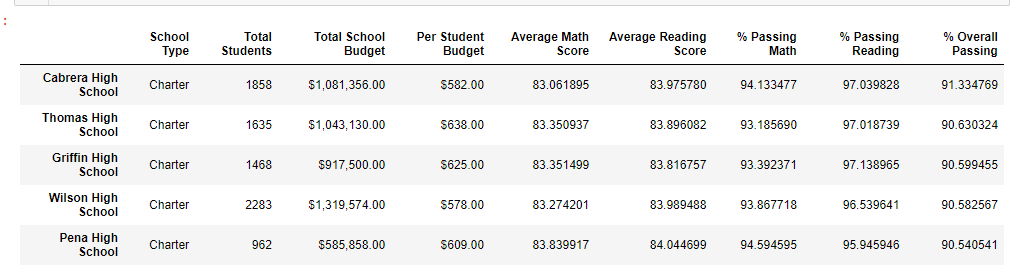 :
School Type Total Students Total School Budget Per Student Budget Average Math Score Average Reading Score % Passing Math % Passing Reading % Overall Passing
Cabrera High School Charter 1858 $1,081,356.00 $582.00 83.061895 83.975780 94.133477 97.039828 91.334769
Thomas High School Charter 1635 $1,043,130.00 $638.00 83.350937 83.896082 93.185690 97.018739 90.630324
Griffin High School Charter 1468 $917,500.00 $625.00 83.351499 83.816757 93.392371 97.138965 90.599455
Wilson High School Charter 2283 $1,319,574.00 $578.00 83.274201 83.989488 93.867718 96.539641 90.582567
Pena High School Charter 962 $585,858.00 $609.00 83.839917 84.044699 94.594595 95.945946 90.540541